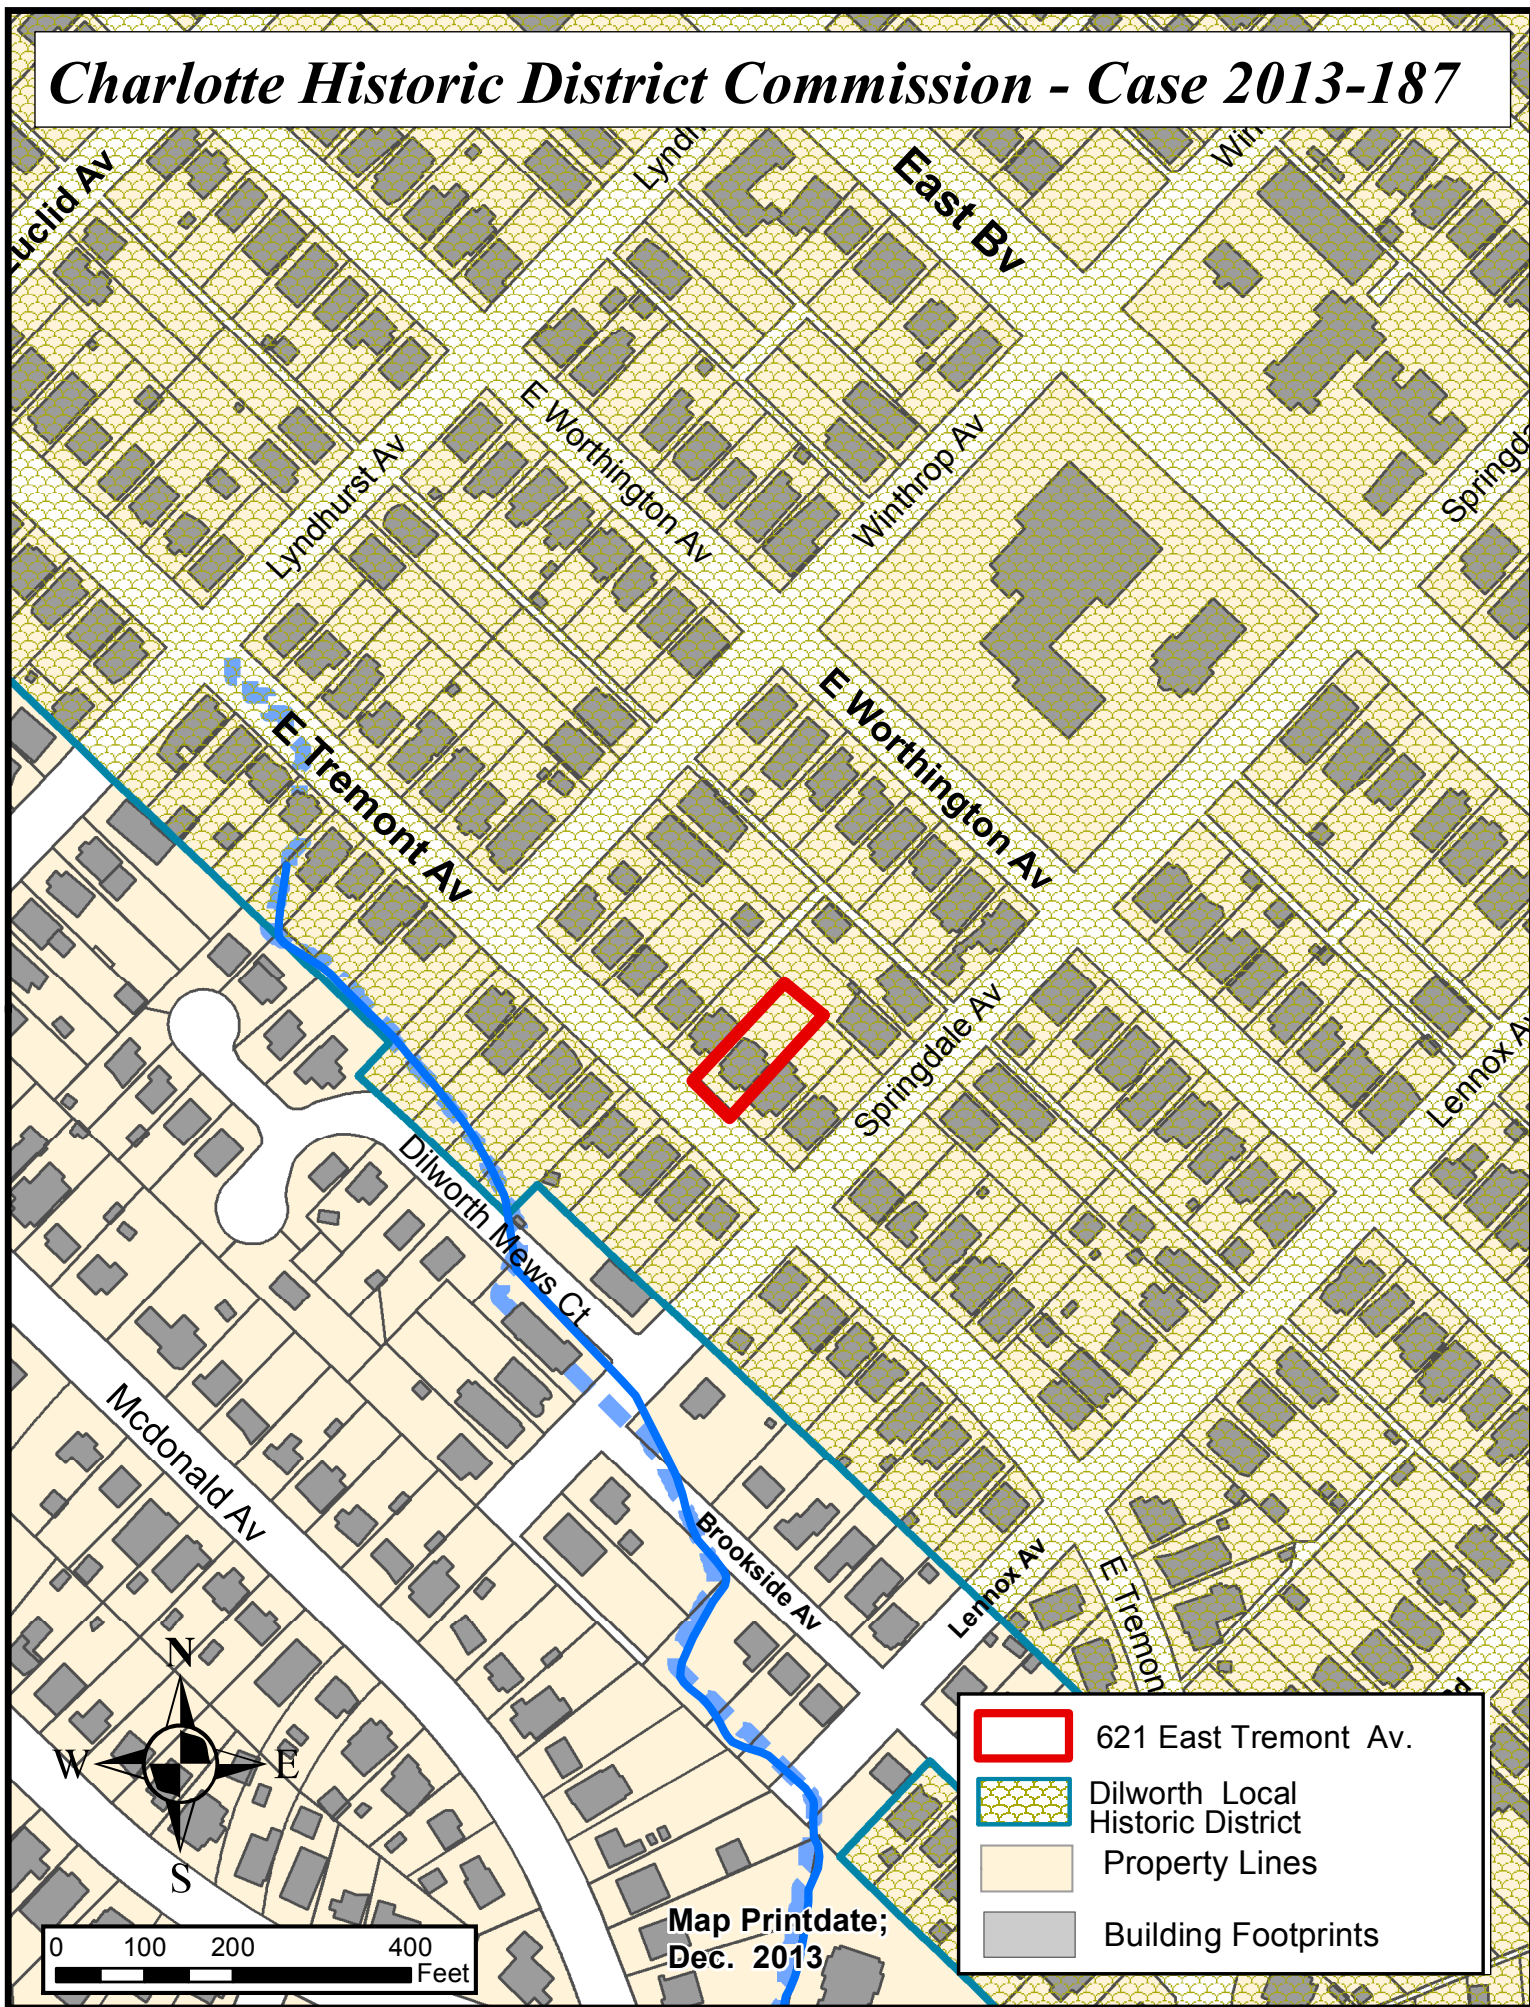 Charlotte Historic District Commission - Case 2013-187
East Bv
E Worthington Av
Winthrop Av
Lyndhurst Av
E Worthington Av
E Tremont Av
Springdale Av
Lennox Av
Dilworth Mews Ct
Mcdonald Av
Brookside Av
Lennox Av
E Tremon
N
W E
S
621 East Tremont Av.
Dilworth Local
Historic District
Property Lines
Building Footprints
Map Printdate;
Dec. 2013
0 100 200 400
Feet